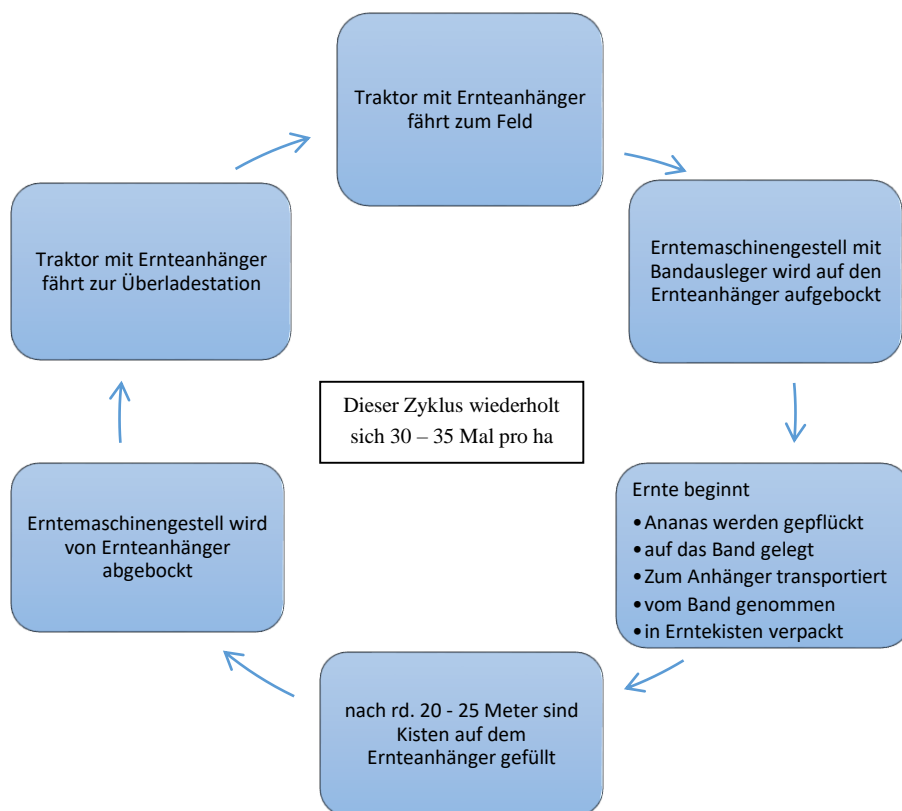 Traktor mit Ernteanhänger
fährt zum Feld
Erntemaschinengestell mit
Bandausleger wird auf den
Ernteanhänger aufgebockt
Ernte beginnt
•Ananas werden gepflückt
•auf das Band gelegt
•Zum Anhänger transportiert
•vom Band genommen
•in Erntekisten verpackt
nach rd. 20 - 25 Meter sind
Kisten auf dem
Ernteanhänger gefüllt
Erntemaschinengestell wird
von Ernteanhänger
abgebockt
Traktor mit Ernteanhänger
fährt zur Überladestation
Dieser Zyklus wiederholt
sich 30 – 35 Mal pro ha